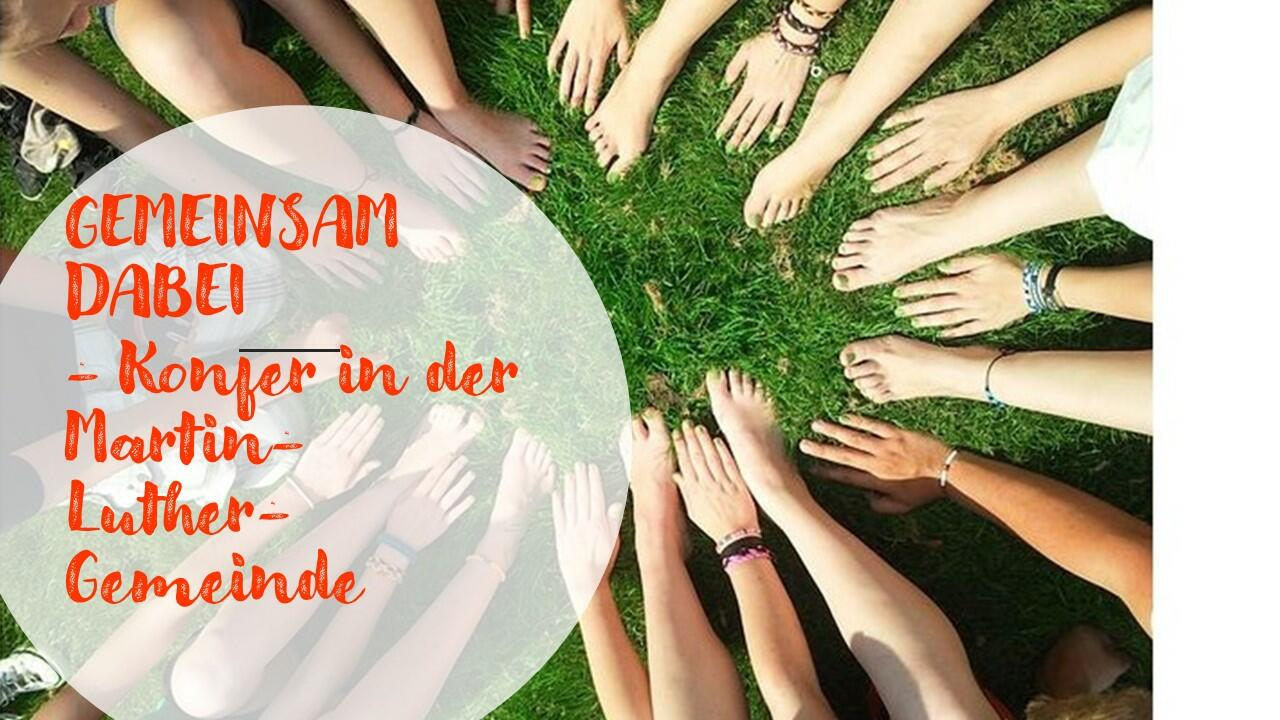 GEMEINSAM
DABEI
- Konfer in der
Martin-
Luther-
Gemeinde